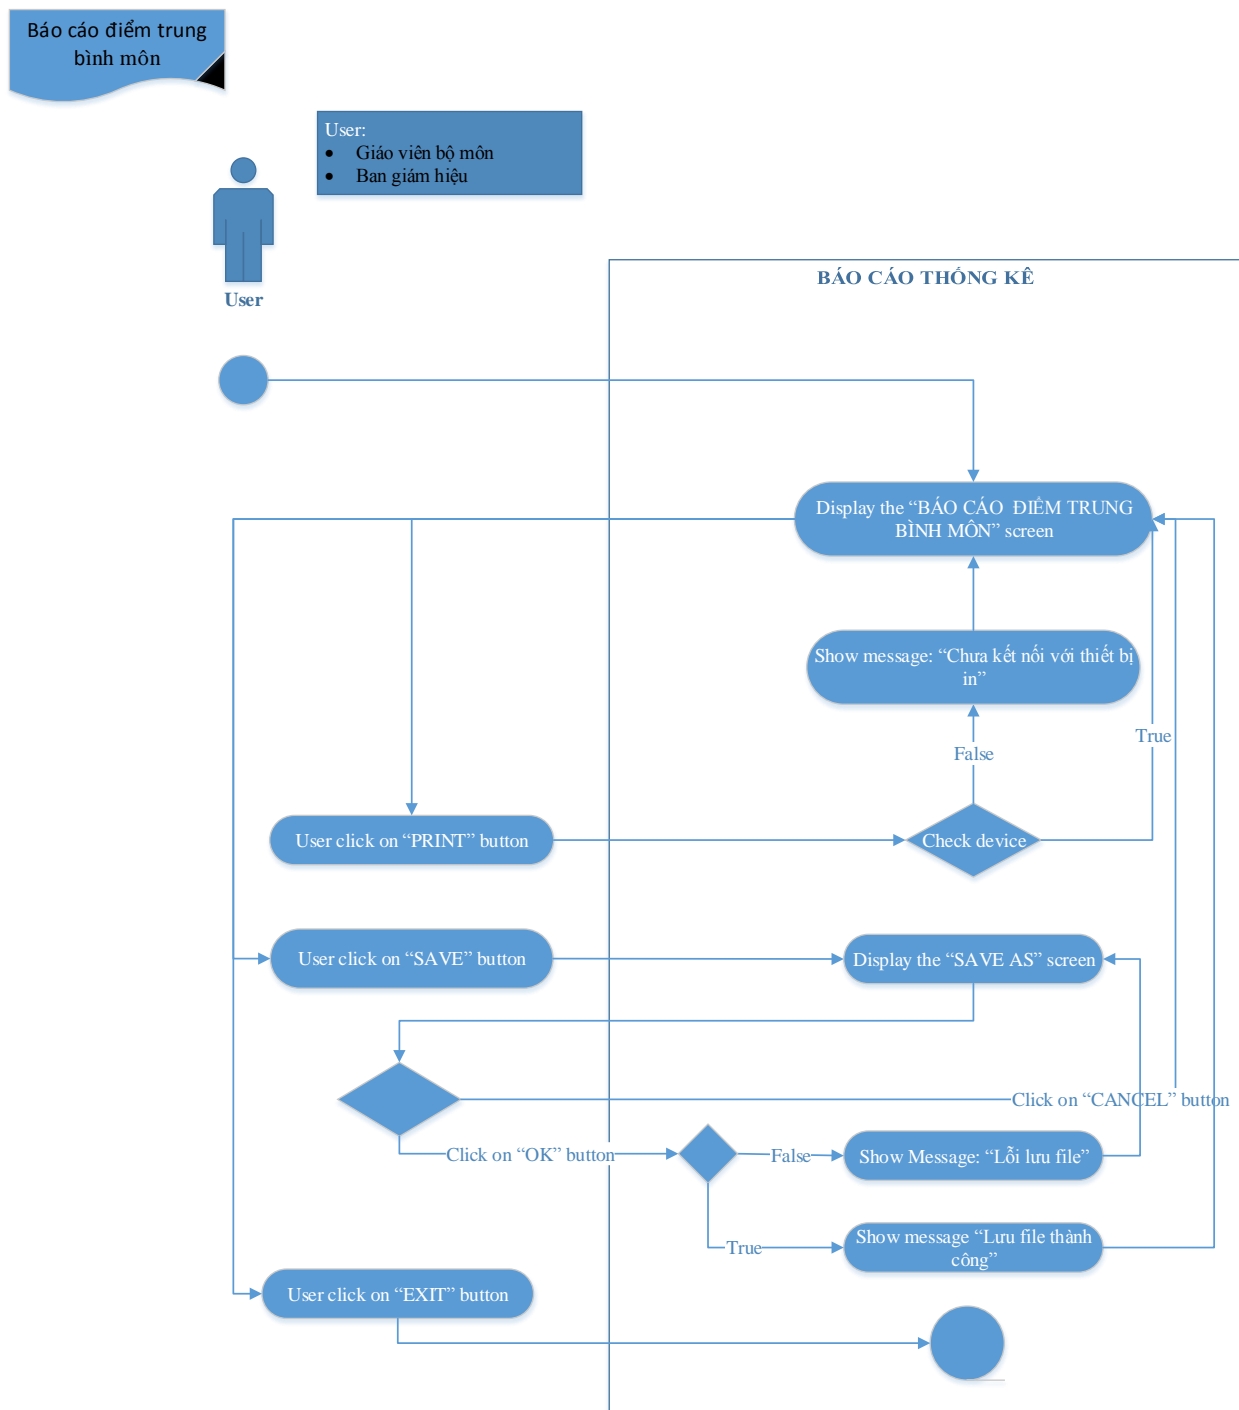 Báo cáo điểm trung
bình môn
User:
• Giáo viên bộ môn
• Ban giám hiệu
User
BÁO CÁO THỐNG KÊ
Display the “BÁO CÁO ĐIỂM TRUNG
BÌNH MÔN” screen
Show message: “Chưa kết nối với thiết bị
in”
True
False
User click on “PRINT” button
Check device
User click on “SAVE” button
Display the “SAVE AS” screen
Click on “CANCEL” button
Click on “OK” button
False
Show Message: “Lỗi lưu file”
True
Show message “Lưu file thành
công”
User click on “EXIT” button